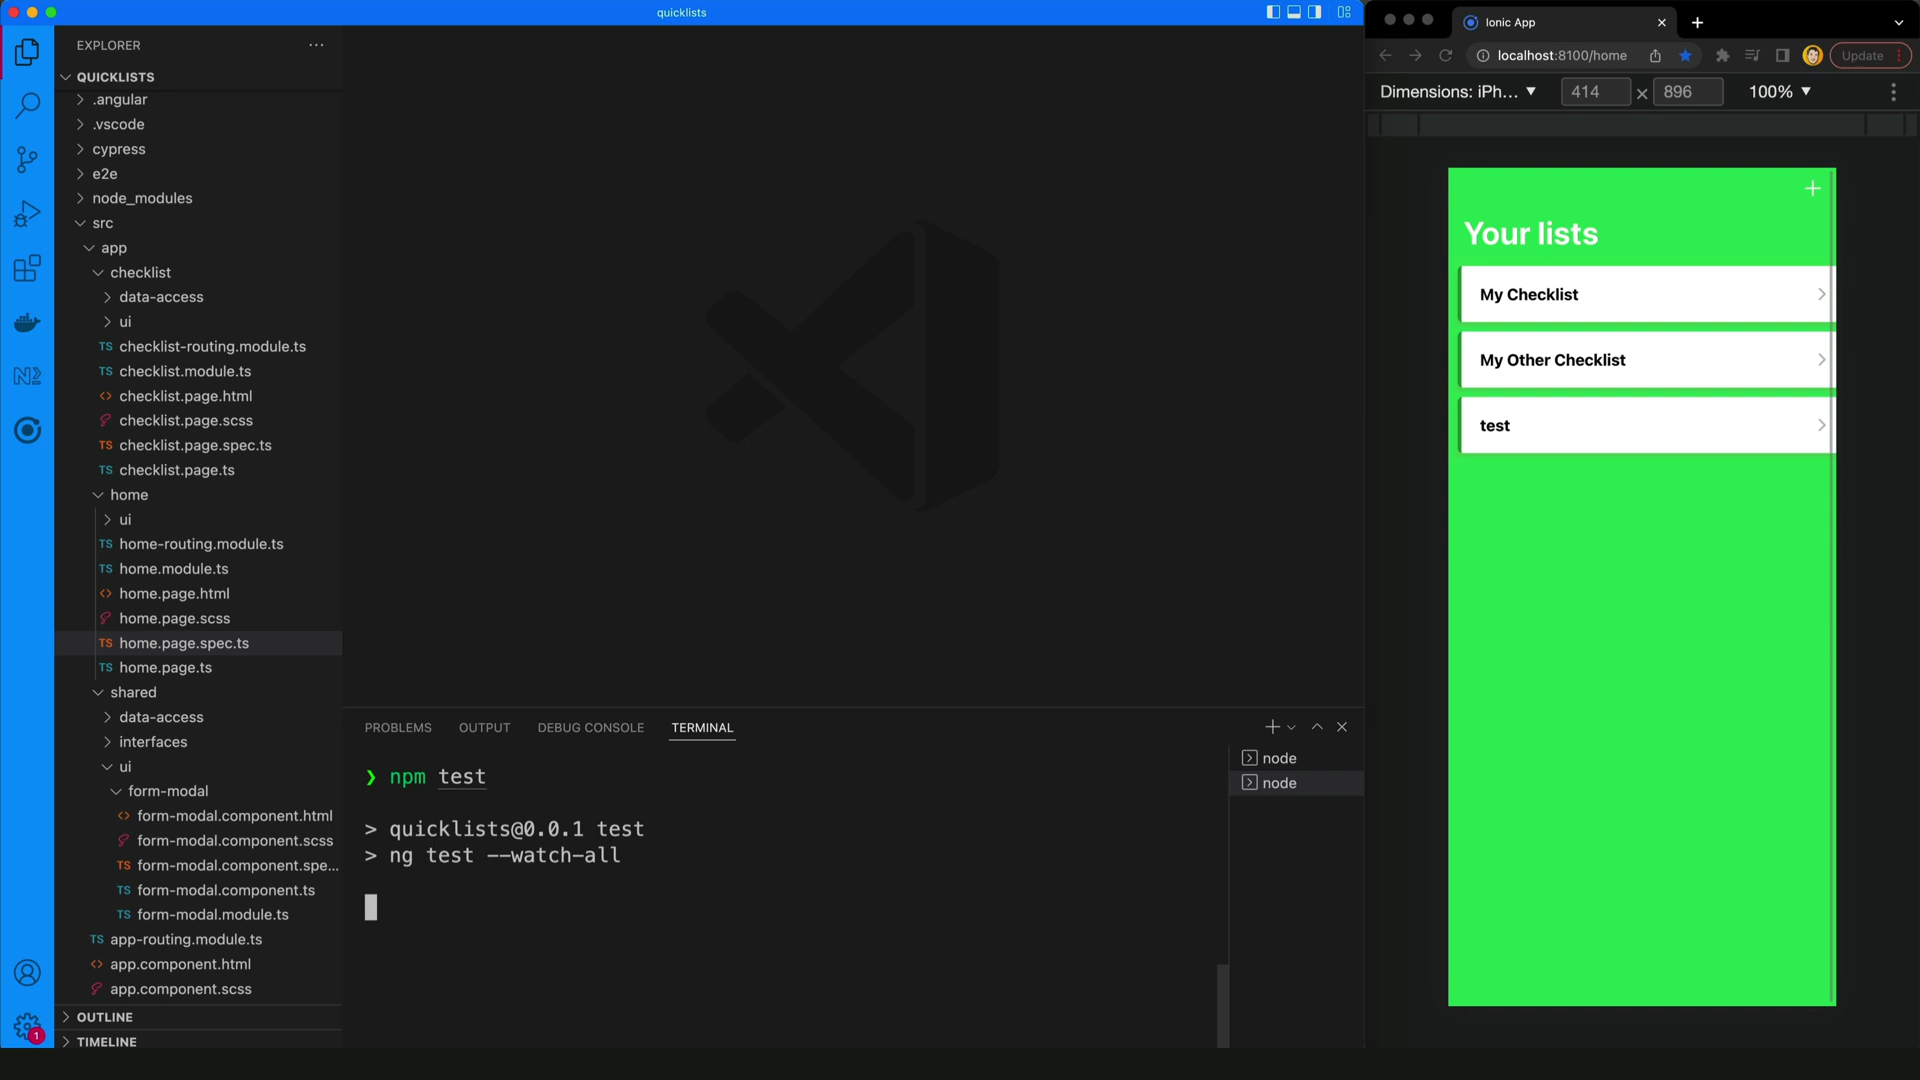 quicklists
EXPLORER
QUICKLISTS
.angular
.vscode
cypress
e2e
node_modules
src
app
checklist
data-access
ui
TS checklist-routing.module.ts
TS checklist.module.ts
<> checklist.page.html
checklist.page.scss
TS checklist.page.spec.ts
TS checklist.page.ts
home
ui
TS home-routing.module.ts
TS home.module.ts
<> home.page.html
home.page.scss
TS home.page.spec.ts
TS home.page.ts
shared
data-access
interfaces
ui
form-modal
<> form-modal.component.html
form-modal.component.scss
TS form-modal.component.spe...
TS form-modal.component.ts
TS form-modal.module.ts
TS app-routing.module.ts
<> app.component.html
app.component.scss
OUTLINE
TIMELINE
1
PROBLEMS OUTPUT DEBUG CONSOLE TERMINAL
❯ npm test
> quicklists@0.0.1 test
> ng test --watch-all
node
node
Ionic App
localhost:8100/home
Update
Dimensions: iPh... ▼ 414 × 896 100% ▼
Your lists
My Checklist
My Other Checklist
test